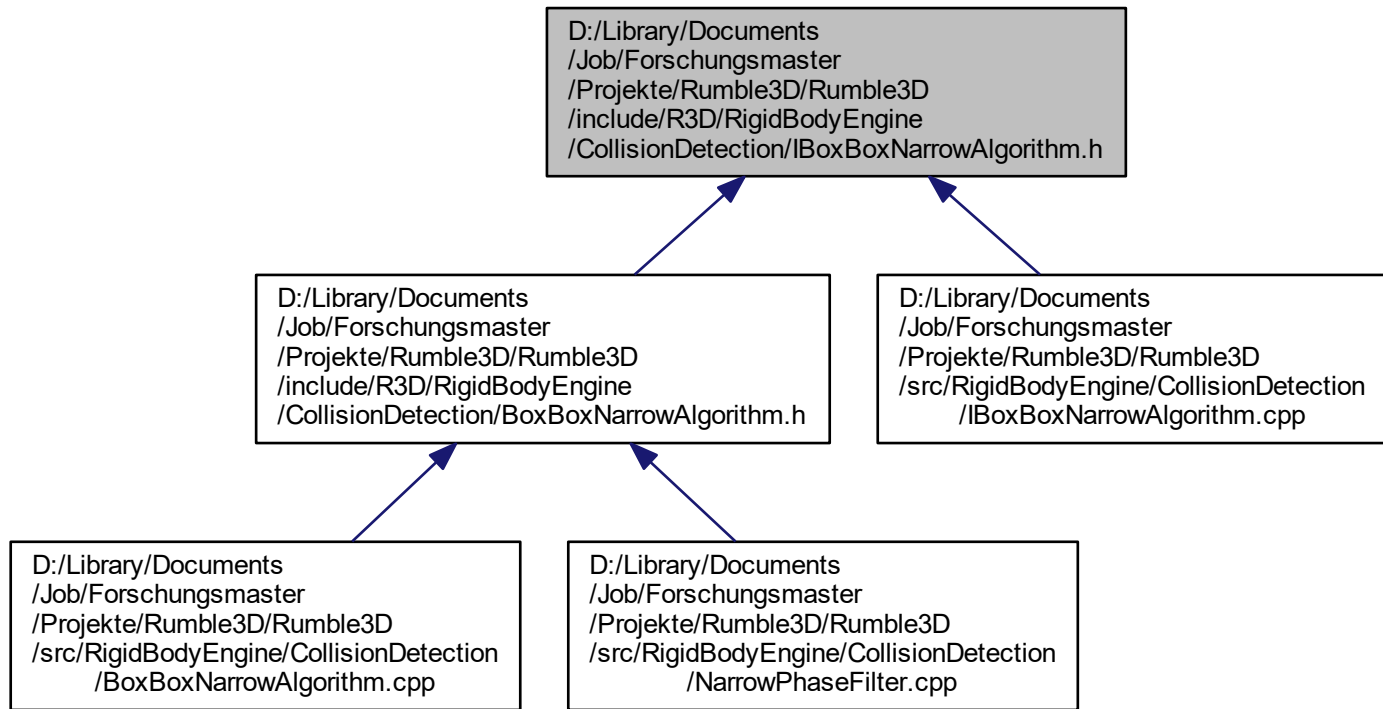 D:/Library/Documents
/Job/Forschungsmaster
/Projekte/Rumble3D/Rumble3D
/include/R3D/RigidBodyEngine
/CollisionDetection/IBoxBoxNarrowAlgorithm.h
D:/Library/Documents
/Job/Forschungsmaster
/Projekte/Rumble3D/Rumble3D
/include/R3D/RigidBodyEngine
/CollisionDetection/BoxBoxNarrowAlgorithm.h
D:/Library/Documents
/Job/Forschungsmaster
/Projekte/Rumble3D/Rumble3D
/src/RigidBodyEngine/CollisionDetection
/IBoxBoxNarrowAlgorithm.cpp
D:/Library/Documents
/Job/Forschungsmaster
/Projekte/Rumble3D/Rumble3D
/src/RigidBodyEngine/CollisionDetection
/BoxBoxNarrowAlgorithm.cpp
D:/Library/Documents
/Job/Forschungsmaster
/Projekte/Rumble3D/Rumble3D
/src/RigidBodyEngine/CollisionDetection
/NarrowPhaseFilter.cpp